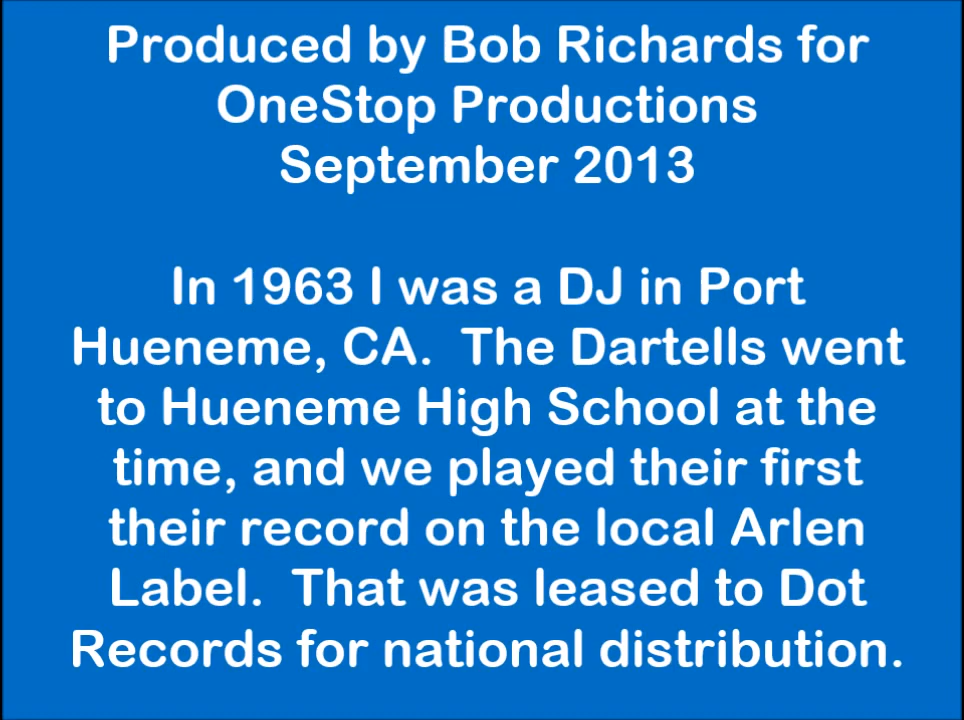 Produced by Bob Richards for
OneStop Productions
September 2013
In 1963 I was a DJ in Port
Hueneme, CA.  The Dartells went
to Hueneme High School at the
time, and we played their first
their record on the local Arlen
Label.  That was leased to Dot
Records for national distribution.